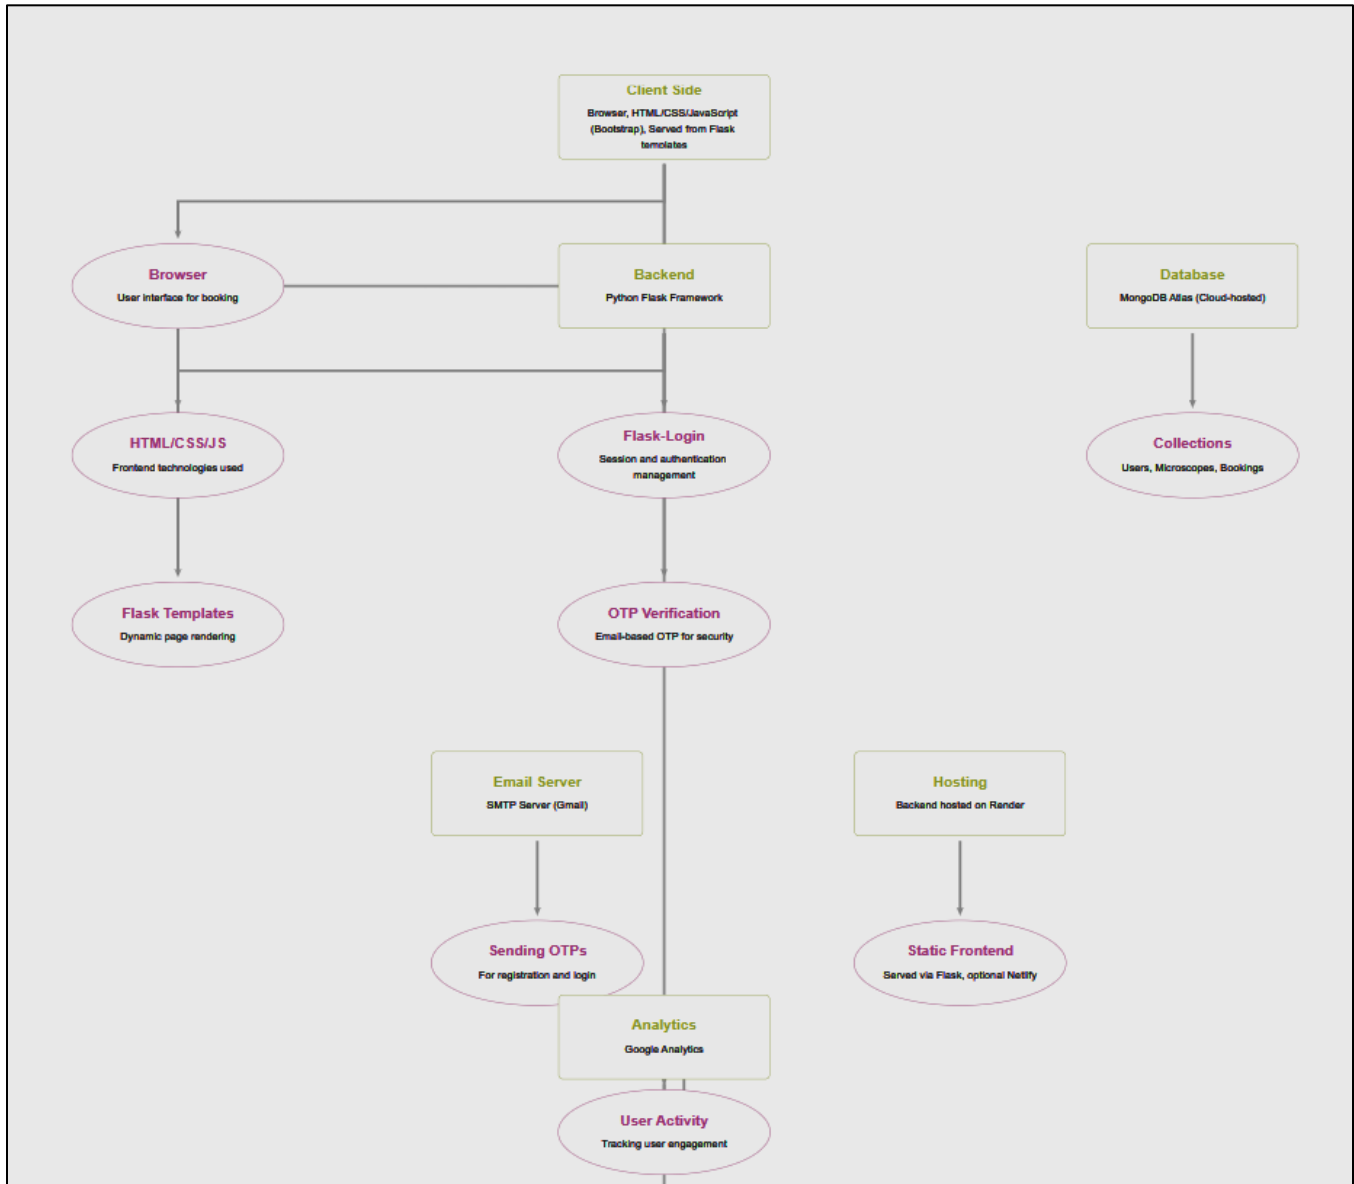 Client Side
Browser, HTML/CSS/JavaScript
(Bootstrap), Served from Flask
templates
Browser
User interface for booking
Backend
Python Flask Framework
Database
MongoDB Atlas (Cloud-hosted)
HTML/CSS/JS
Frontend technologies used
Flask-Login
Session and authentication
management
Collections
Users, Microscopes, Bookings
Flask Templates
Dynamic page rendering
OTP Verification
Email-based OTP for security
Email Server
SMTP Server (Gmail)
Hosting
Backend hosted on Render
Sending OTPs
For registration and login
Static Frontend
Served via Flask, optional Netlify
Analytics
Google Analytics
User Activity
Tracking user engagement